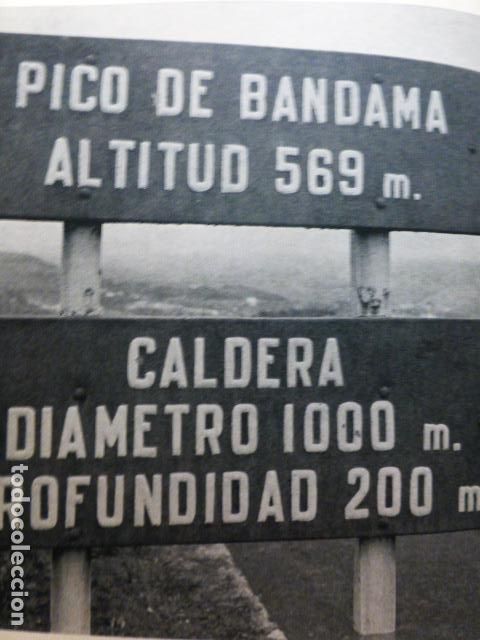 PICO DE BANDAMA
ALTITUD 569 m.
CALDERA
DIAMETRO 1000 m.
ROFUNDIDAD 200 m
todocoleccion